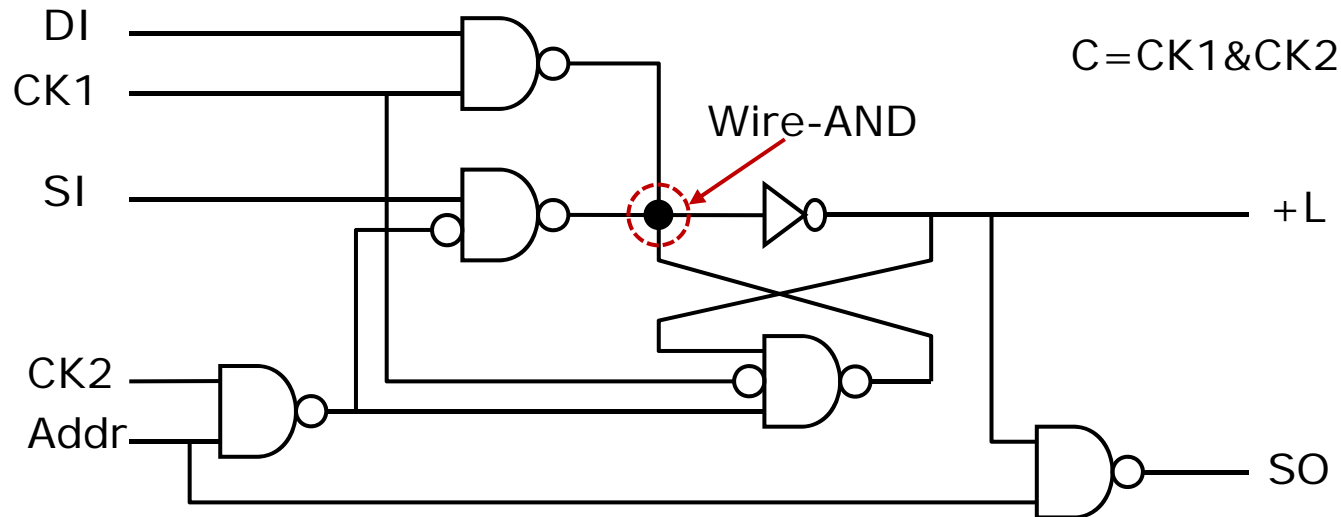 DI
C=CK1&CK2
CK1
Wire-AND
SI
+L
CK2
Addr
SO